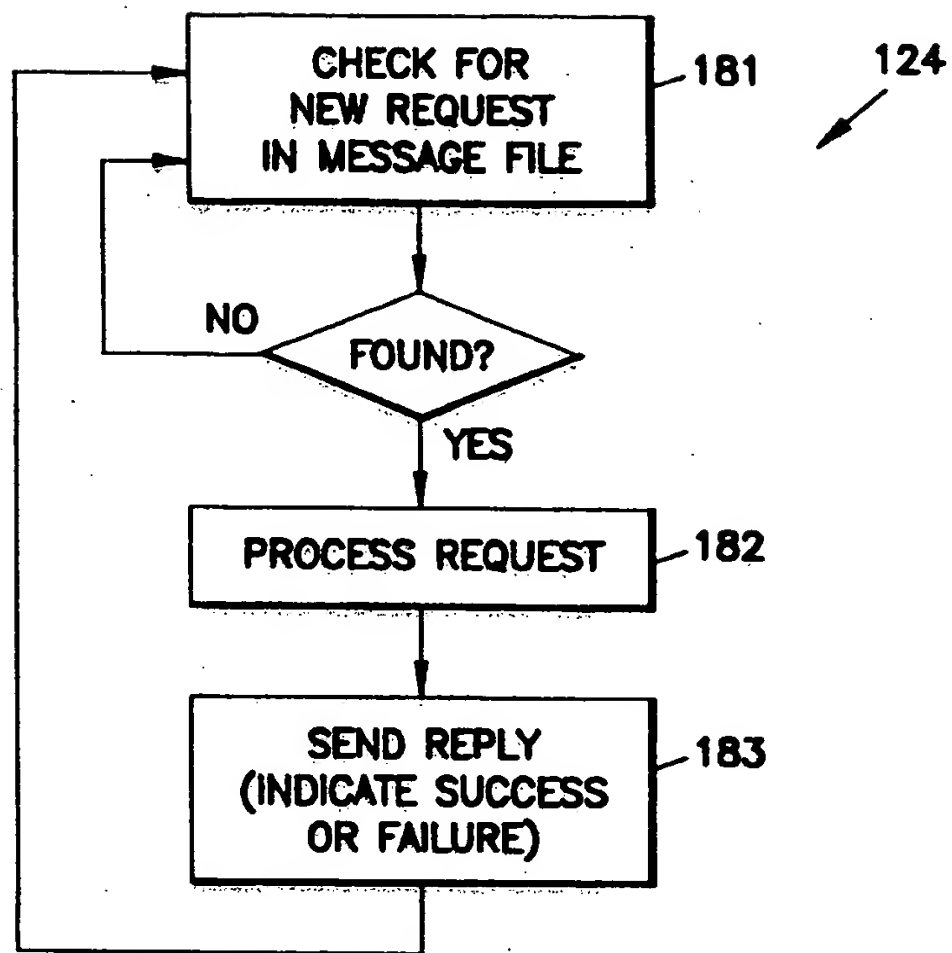 CHECK FOR
NEW REQUEST
IN MESSAGE FILE
181
124
NO
FOUND?
YES
PROCESS REQUEST
182
SEND REPLY
(INDICATE SUCCESS
OR FAILURE)
183